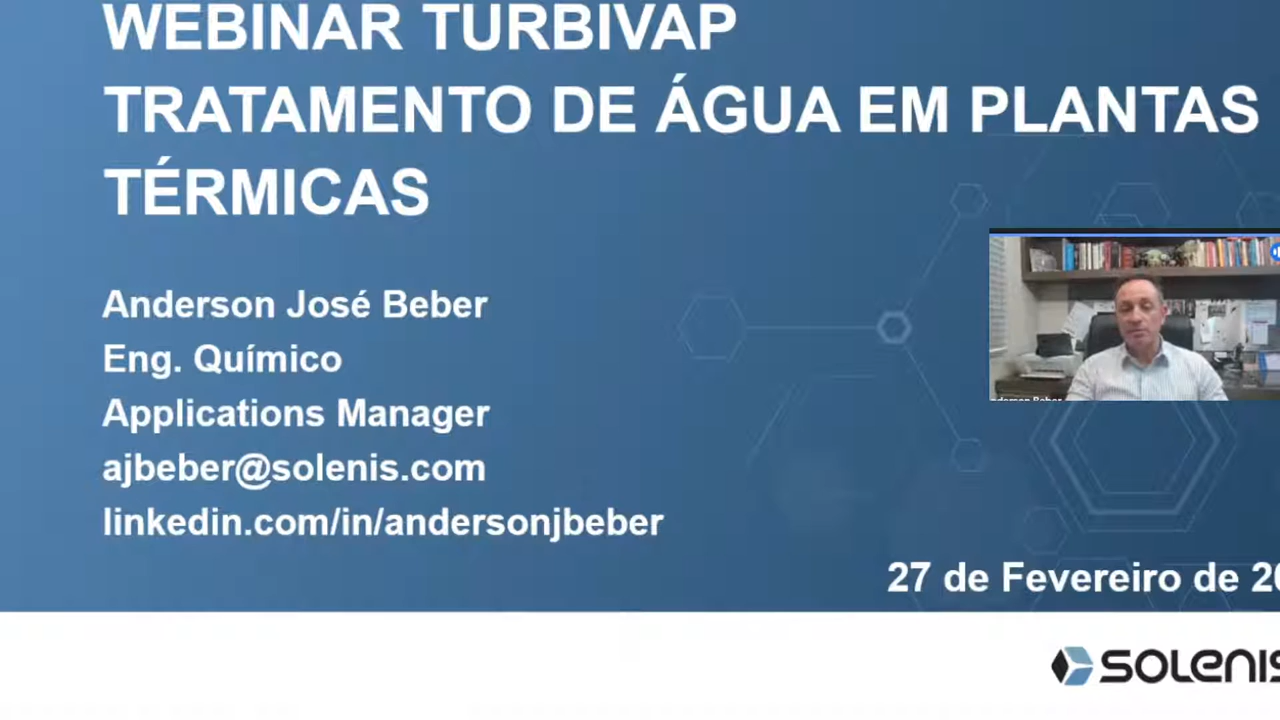 WEBINAR TURBIVAP
TRATAMENTO DE ÁGUA EM PLANTAS
TÉRMICAS
Anderson José Beber
Eng. Químico
Applications Manager
ajbeber@solenis.com
linkedin.com/in/andersonjbeber
27 de Fevereiro de
SOLENIS